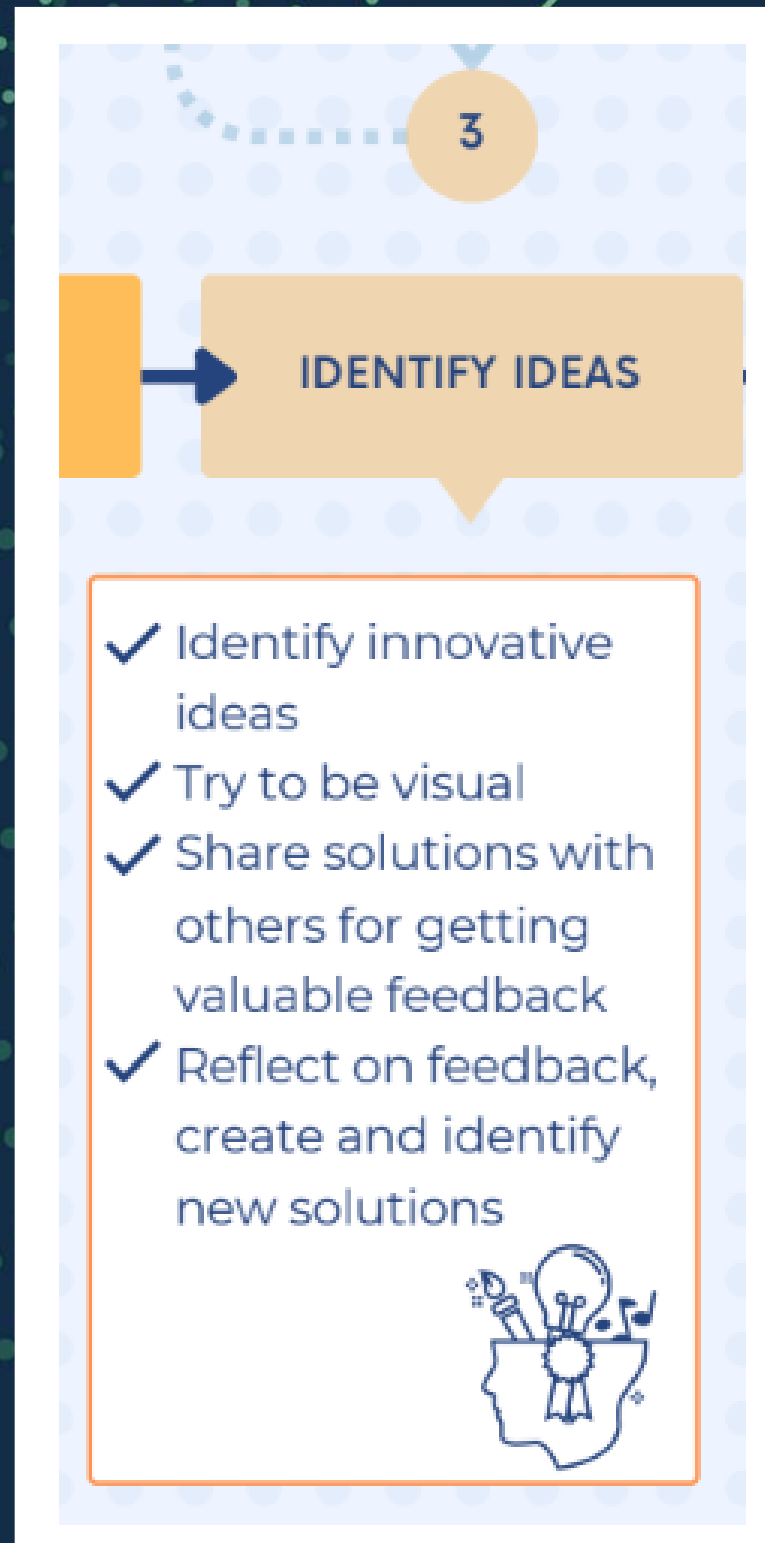 3
IDENTIFY IDEAS
Identify innovative
ideas
Try to be visual
Share solutions with
others for getting
valuable feedback
Reflect on feedback,
create and identify
new solutions